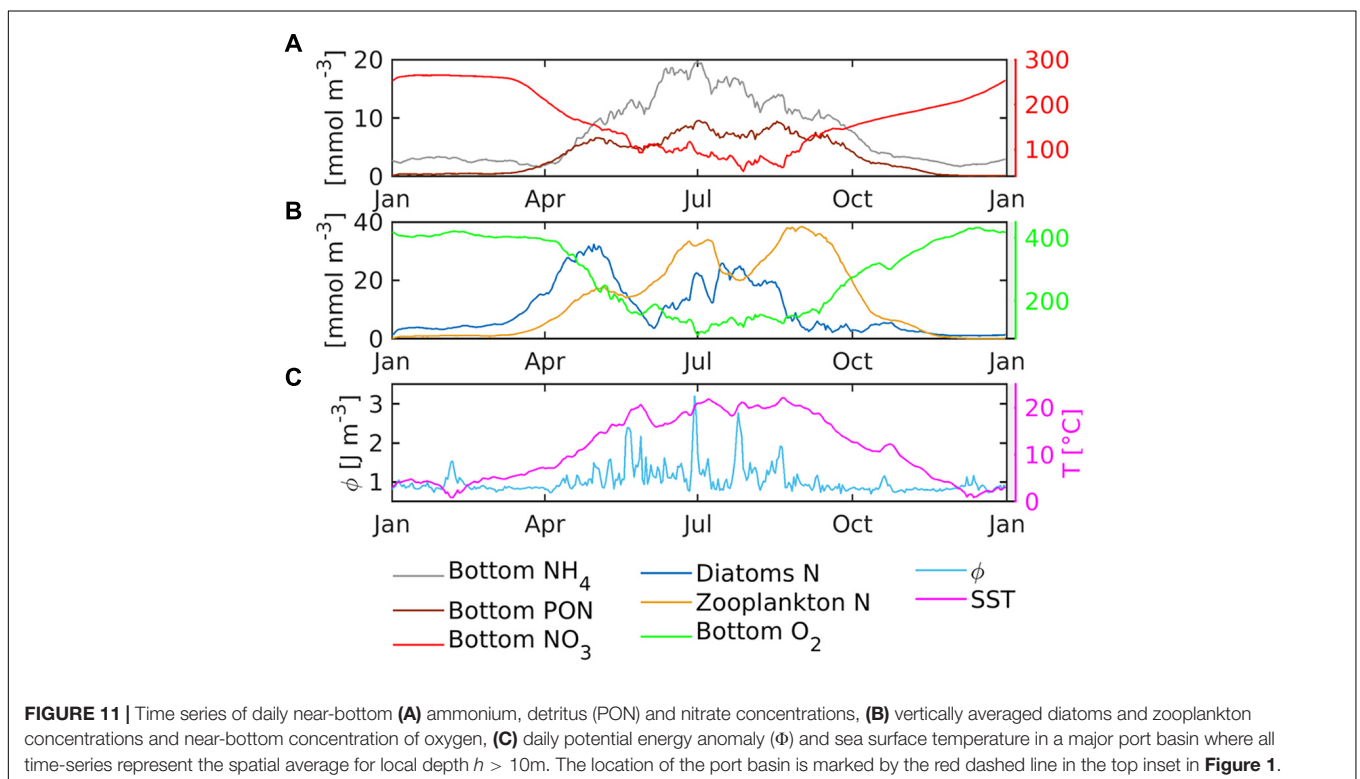 A
[mmol m-3]
20
10
0
300
200
100
Jan Apr Jul Oct Jan
B
[mmol m-3]
40
20
0
400
200
Jan Apr Jul Oct Jan
C
ϕ [J m-3]
3
2
1
20
10
0
T [°C]
Jan Apr Jul Oct Jan
Bottom NH4
Bottom PON
Bottom NO3
Diatoms N
Zooplankton N
Bottom O2
ϕ
SST
FIGURE 11 | Time series of daily near-bottom (A) ammonium, detritus (PON) and nitrate concentrations, (B) vertically averaged diatoms and zooplankton
concentrations and near-bottom concentration of oxygen, (C) daily potential energy anomaly (Φ) and sea surface temperature in a major port basin where all
time-series represent the spatial average for local depth h > 10m. The location of the port basin is marked by the red dashed line in the top inset in Figure 1.